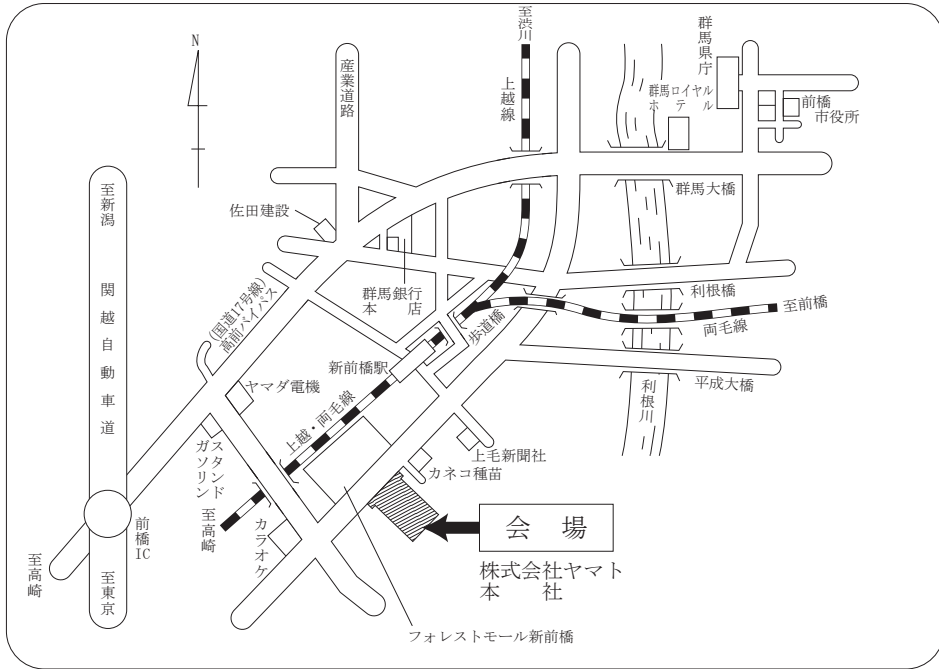 N
至渋川
上越線
産業道路
群馬県庁
群馬ロイヤル
ホテル
前橋
市役所
至新潟
関越自動車道
佐田建設
群馬大橋
群馬銀行
本店
利根橋
至前橋
両毛線
(国道17号線)
高前バイパス
歩道橋
新前橋駅
ヤマダ電機
上越・両毛線
平成大橋
利根川
ガソリン
スタンド
上毛新聞社
カネコ種苗
至高崎
カラオケ
前橋
IC
至高崎
至東京
会場
株式会社ヤマト
本社
フォレストモール新前橋